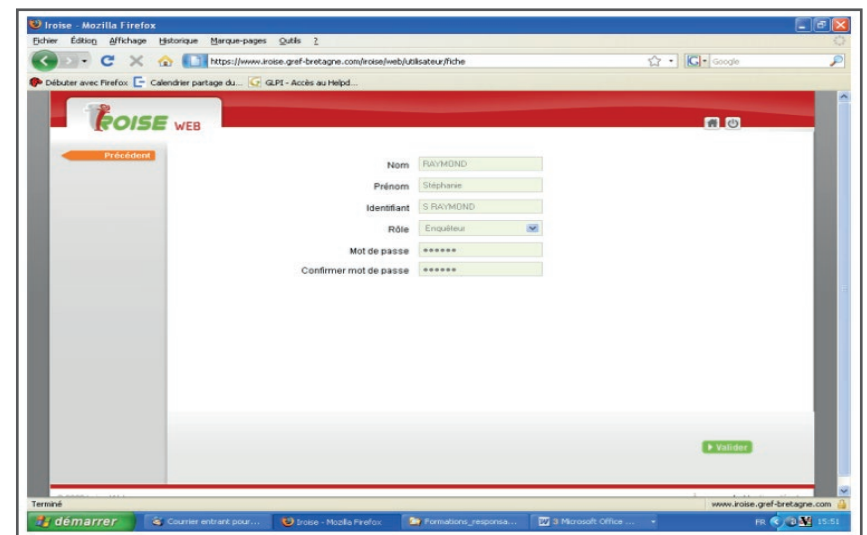 Iroise - Mozilla Firefox
Fichier Édition Affichage Historique Marque-pages Outils ?
https://www.iroise.gref-bretagne.com/iroise/web/utilisateur/fiche
Google
Débuter avec Firefox Calendrier partage du... GLPI - Accès au Helpd...
IROISE WEB
Précédent
Nom RAYMOND
Prénom Stéphanie
Identifiant S RAYMOND
Rôle Enquêteur
Mot de passe ••••••
Confirmer mot de passe ••••••
Valider
Terminé www.iroise.gref-bretagne.com
démarrer Courrier entrant pour... Iroise - Mozilla Firefox Formations_responsa... 3 Microsoft Office ... FR 15:51